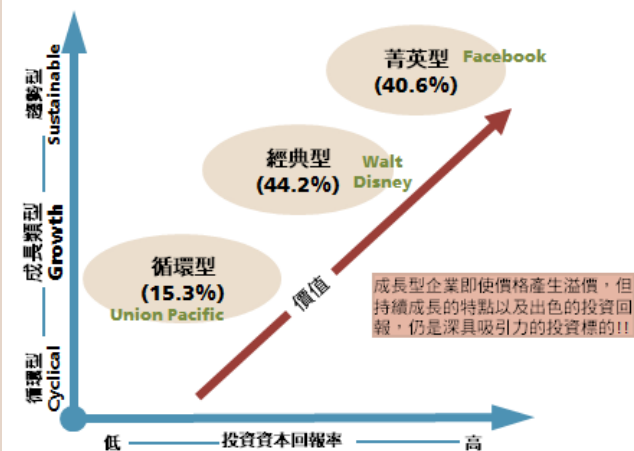 菁英型
(40.6%)
Facebook
經典型
(44.2%)
Walt
Disney
循環型
(15.3%)
Union Pacific
趨勢型
Sustainable
成長類型
Growth
循環型
Cyclical
價值
成長型企業即使價格產生溢價，但
持續成長的特點以及出色的投資回
報，仍是深具吸引力的投資標的!!
低
投資資本回報率
高